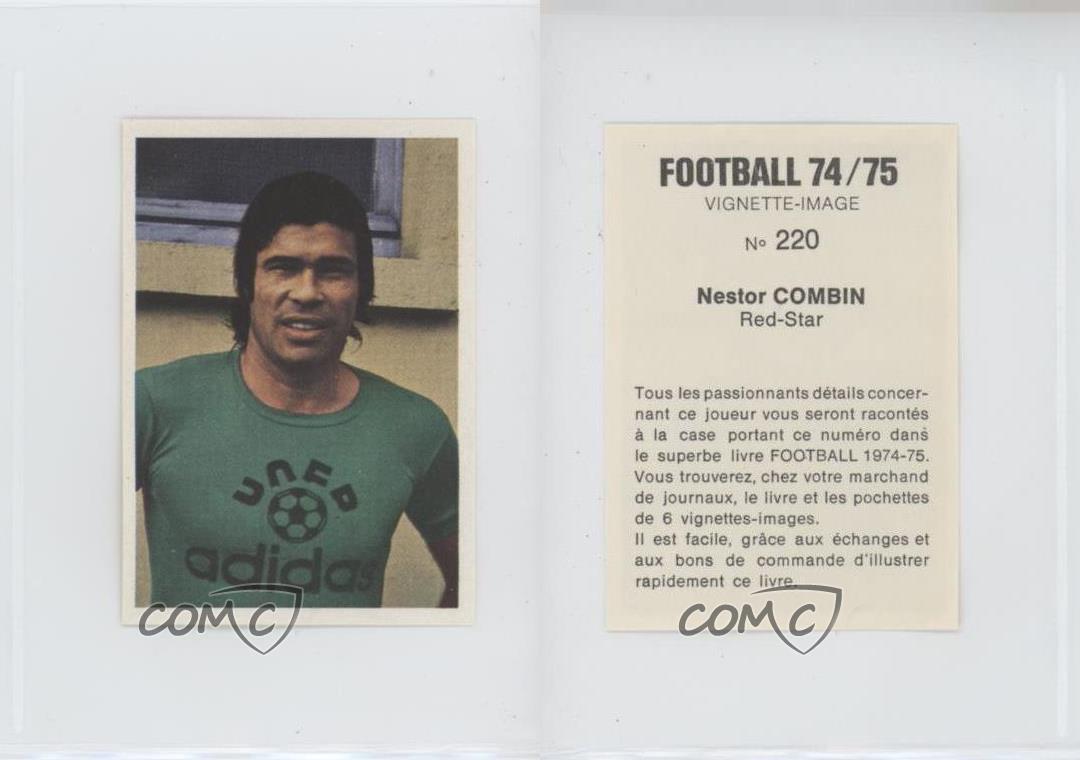 UNFP
adidas
COMC
FOOTBALL 74/75
VIGNETTE-IMAGE
No 220
Nestor COMBIN
Red-Star
Tous les passionnants détails concer-
nant ce joueur vous seront racontés
à la case portant ce numéro dans
le superbe livre FOOTBALL 1974-75.
Vous trouverez, chez votre marchand
de journaux, le livre et les pochettes
de 6 vignettes-images.
Il est facile, grâce aux échanges et
aux bons de commande d'illustrer
rapidement ce livre.
COMC